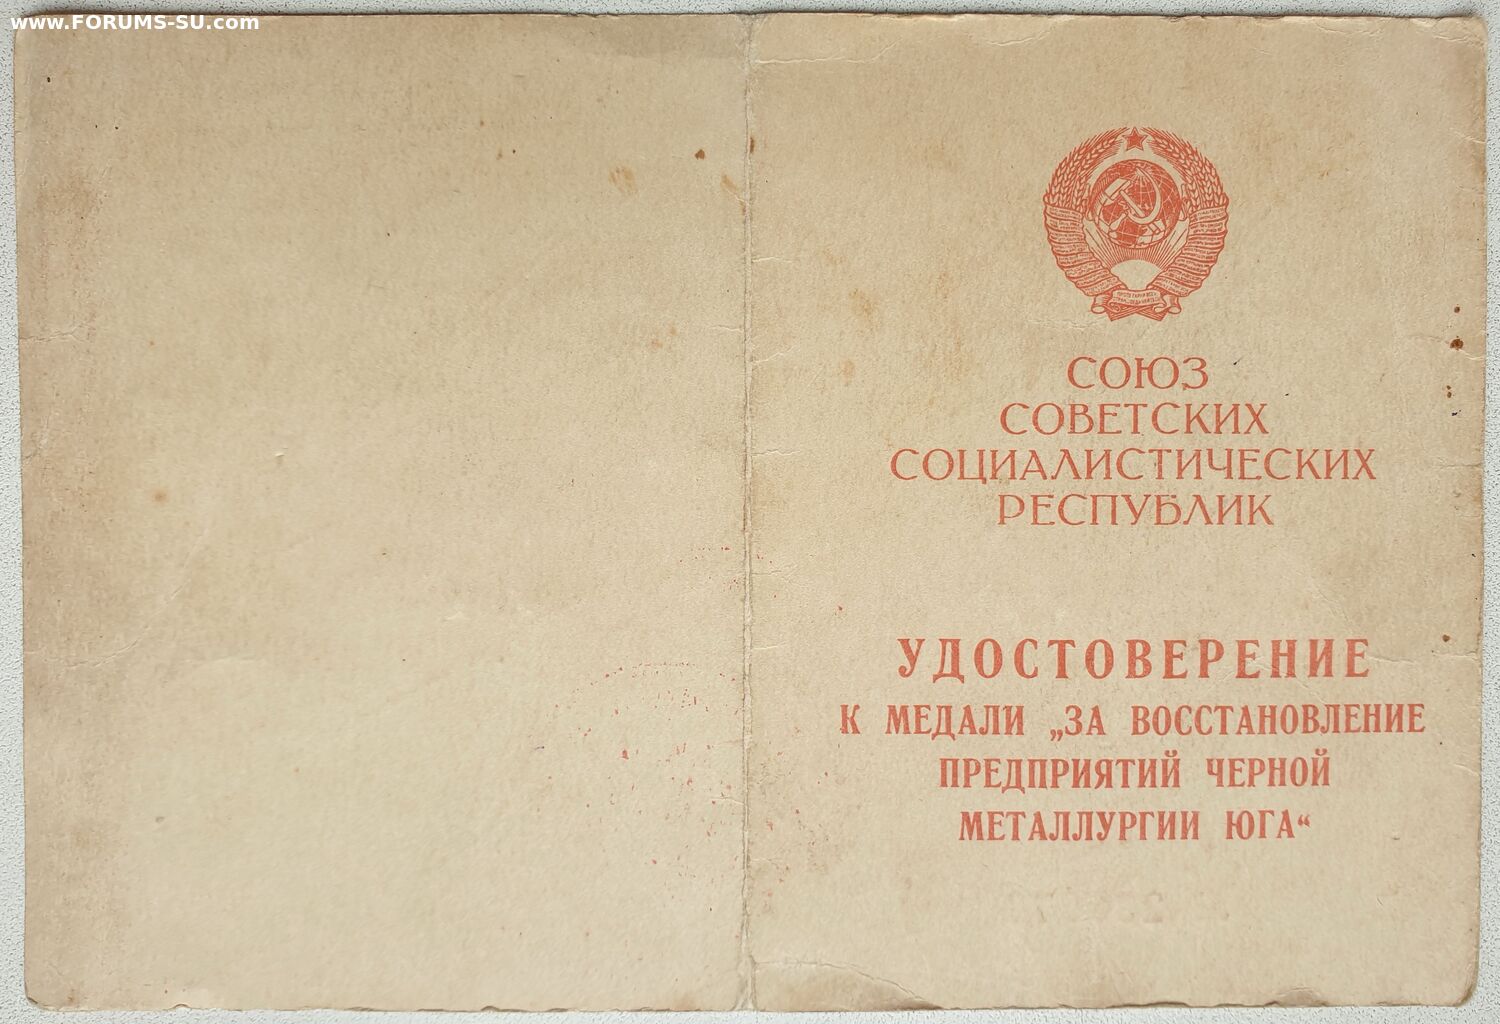 www.FORUMS-SU.com
СОЮЗ
СОВЕТСКИХ
СОЦИАЛИСТИЧЕСКИХ
РЕСПУБЛИК
УДОСТОВЕРЕНИЕ
К МЕДАЛИ „ЗА ВОССТАНОВЛЕНИЕ
ПРЕДПРИЯТИЙ ЧЕРНОЙ
МЕТАЛЛУРГИИ ЮГА“